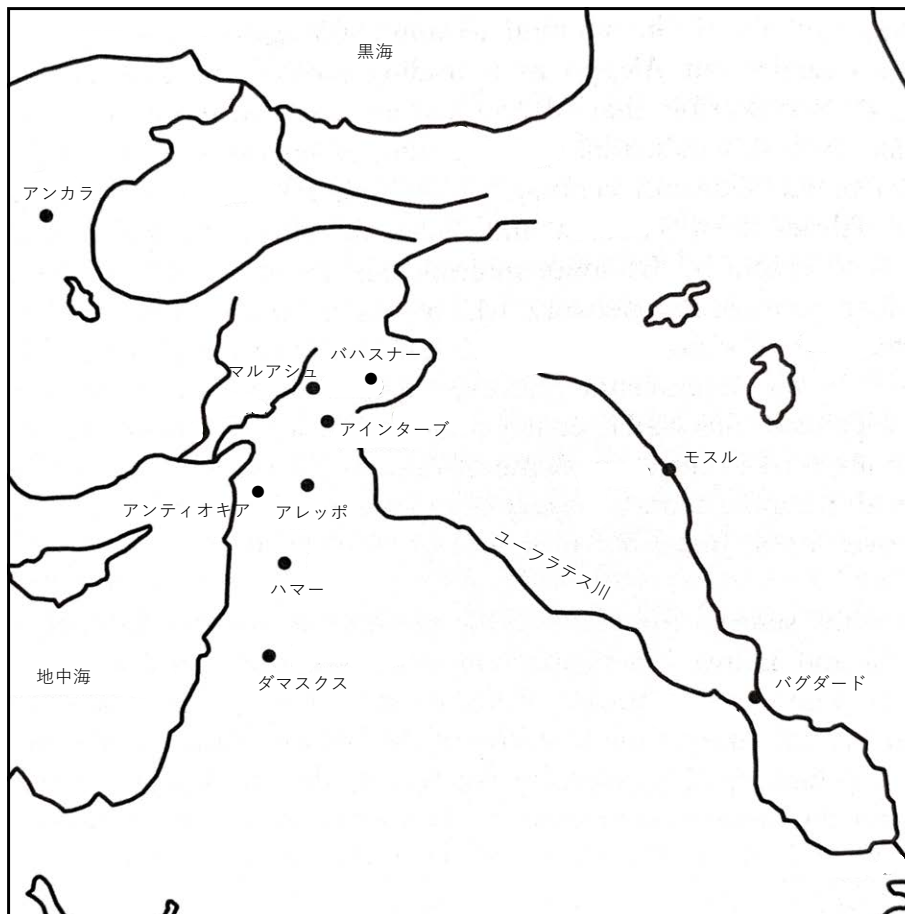 黒海
アンカラ
バハスナー
マルアシュ
アインターブ
モスル
アンティオキア
アレッポ
ユーフラテス川
ハマー
ダマスクス
地中海
バグダード